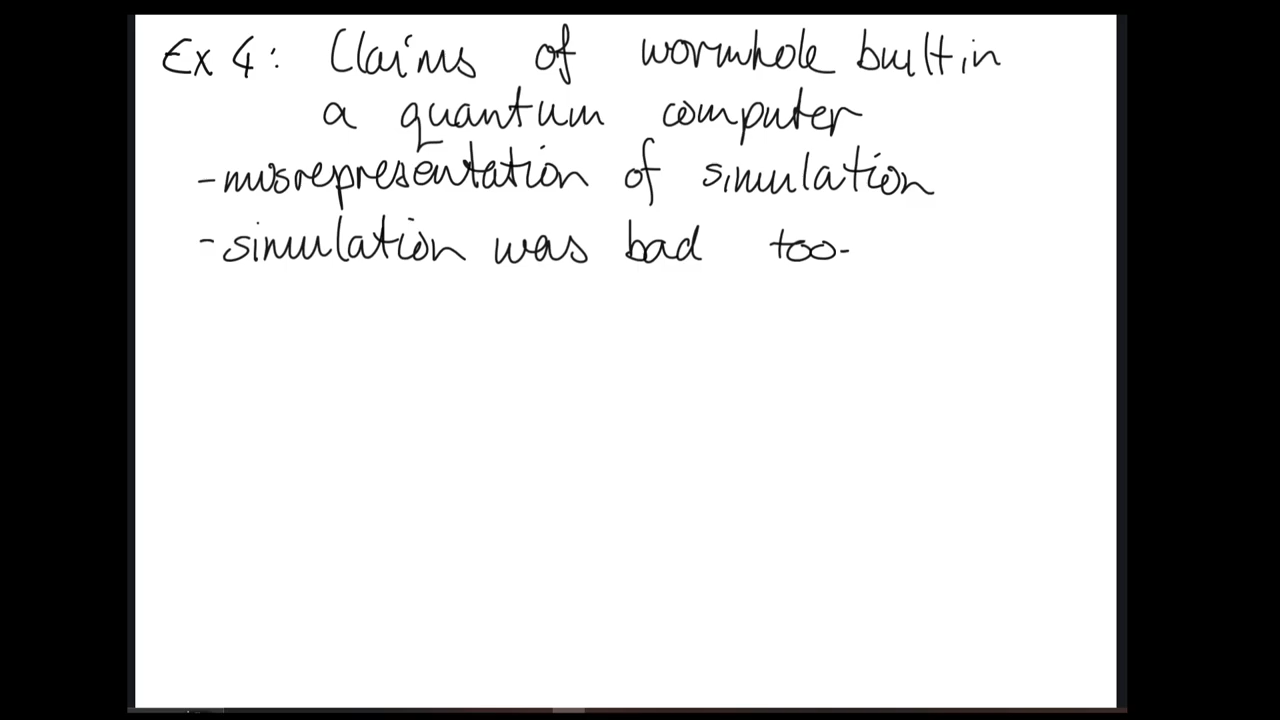 Ex 4: Claims of wormhole built in
a quantum computer
- misrepresentation of simulation
- simulation was bad too-